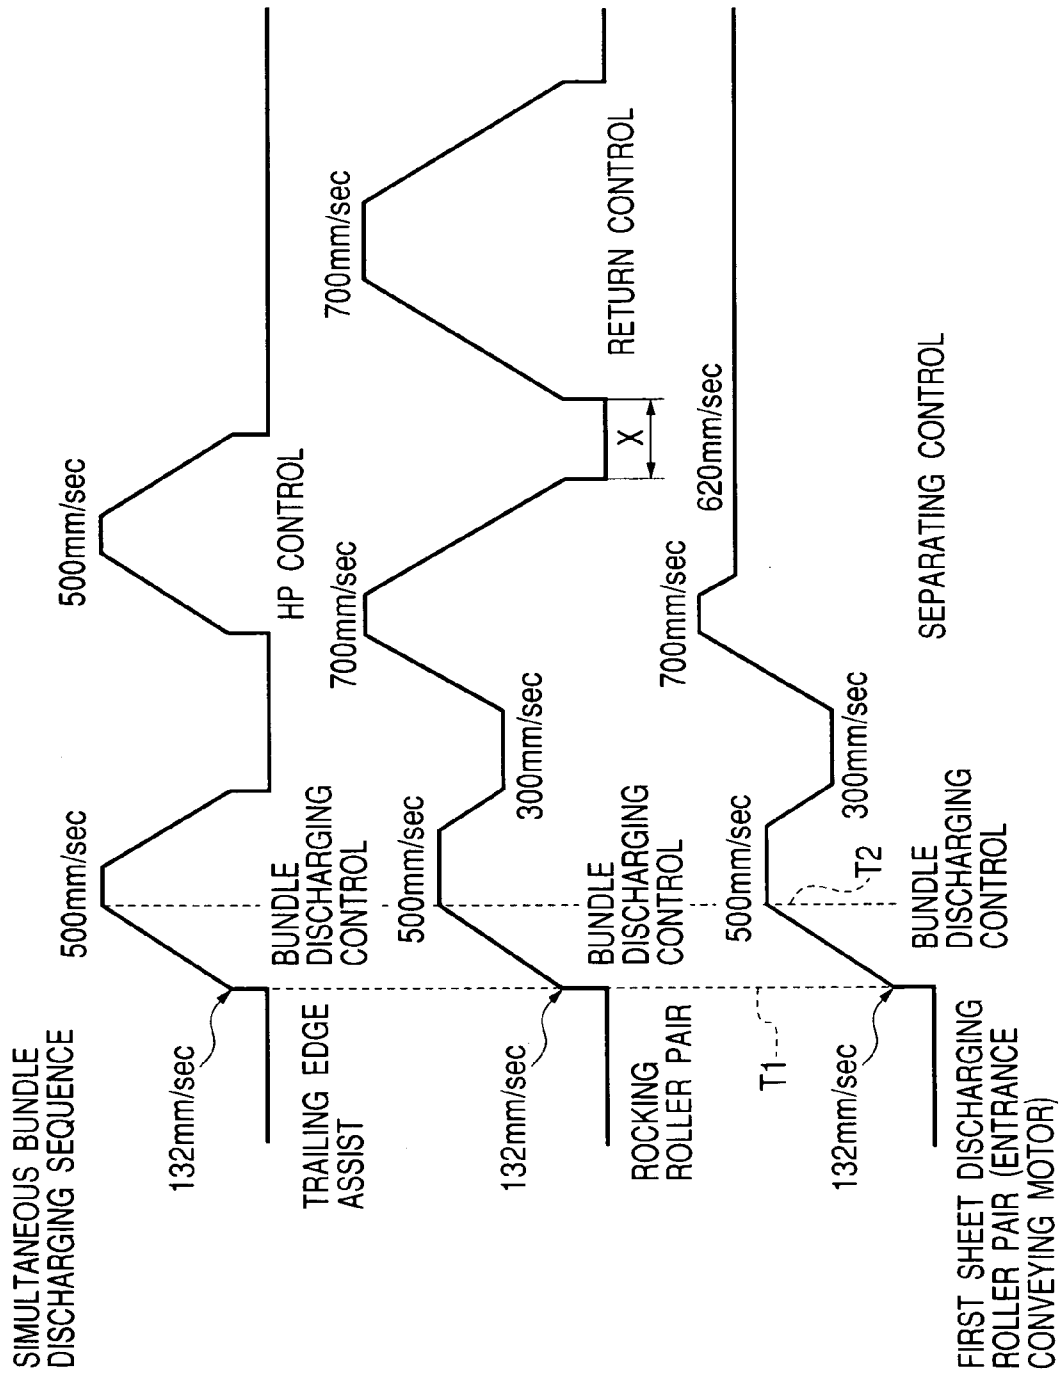 SIMULTANEOUS BUNDLE
DISCHARGING SEQUENCE
500mm/sec
500mm/sec
132mm/sec
TRAILING EDGE
ASSIST
BUNDLE
DISCHARGING
CONTROL
HP CONTROL
500mm/sec
700mm/sec
700mm/sec
132mm/sec
300mm/sec
X
ROCKING
ROLLER PAIR
BUNDLE
DISCHARGING
CONTROL
RETURN CONTROL
500mm/sec
700mm/sec
620mm/sec
132mm/sec
T1
300mm/sec
T2
FIRST SHEET DISCHARGING
ROLLER PAIR (ENTRANCE
CONVEYING MOTOR)
BUNDLE
DISCHARGING
CONTROL
SEPARATING CONTROL